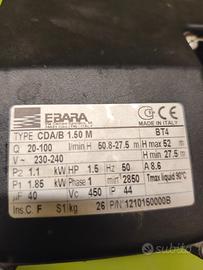 EBARA
MADE IN ITALY
TYPE CDA/B 1.50 M BT4
Q 20-100 l/min H 50.8-27.5 m H max 52 m
V~ 230-240 H min 27.5 m
P2 1.1 kW HP 1.5 Hz 50 A 8.6
P1 1.85 kW Phase 1 min-1 2850 Tmax liquid 90°C
µF 40 Vc 450 IP 44
Ins.C. F S1 kg 26 P/N°1210150000B
subito